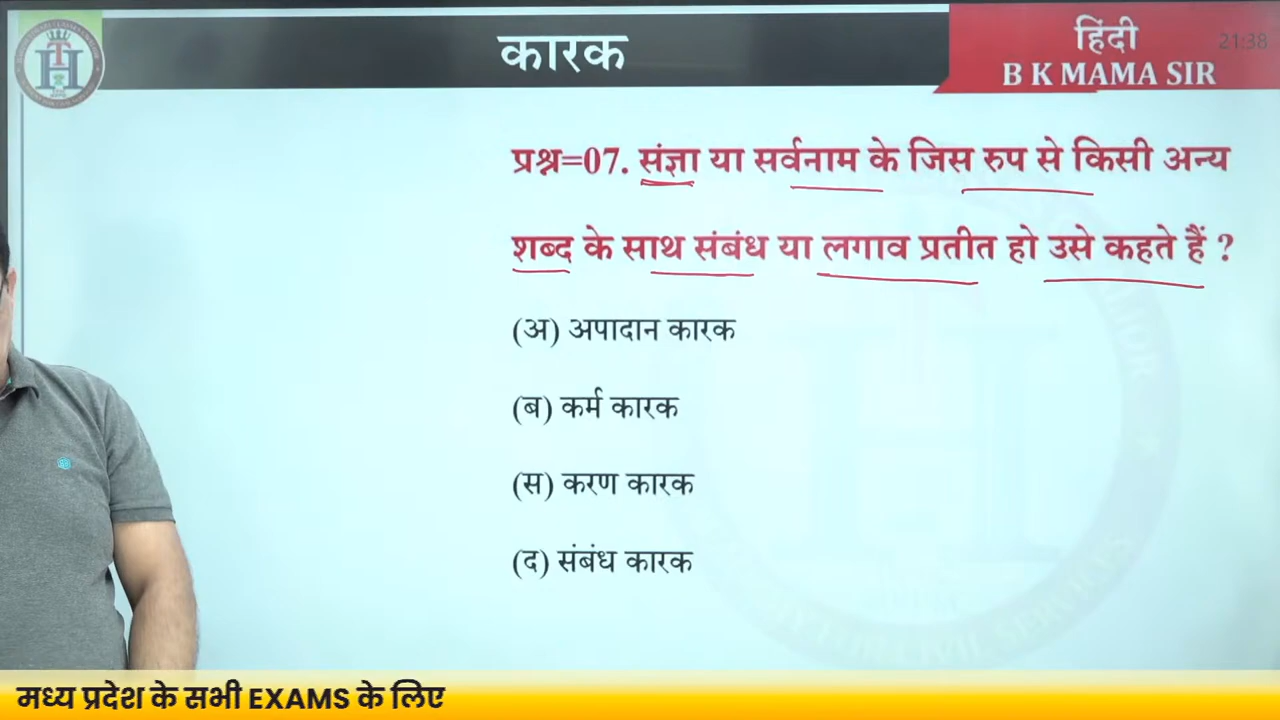 कारक
हिंदी
B K MAMA SIR
21:38
प्रश्न=07. संज्ञा या सर्वनाम के जिस रुप से किसी अन्य
शब्द के साथ संबंध या लगाव प्रतीत हो उसे कहते हैं ?
(अ) अपादान कारक
(ब) कर्म कारक
(स) करण कारक
(द) संबंध कारक
मध्य प्रदेश के सभी EXAMS के लिए